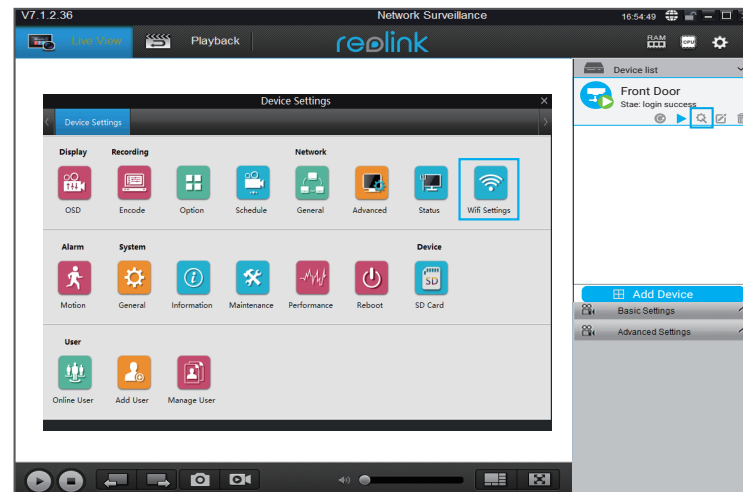 V7.1.2.36
Network Surveillance
16:54:49
Live View
Playback
reolink
RAM
CPU
Device list
Front Door
Stae: login success
Device Settings
Device Settings
Display
Recording
Network
OSD
Encode
Option
Schedule
General
Advanced
Status
Wifi Settings
Alarm
System
Device
SD
Motion
General
Information
Maintenance
Performance
Reboot
SD Card
User
Online User
Add User
Manage User
Add Device
Basic Settings
Advanced Settings